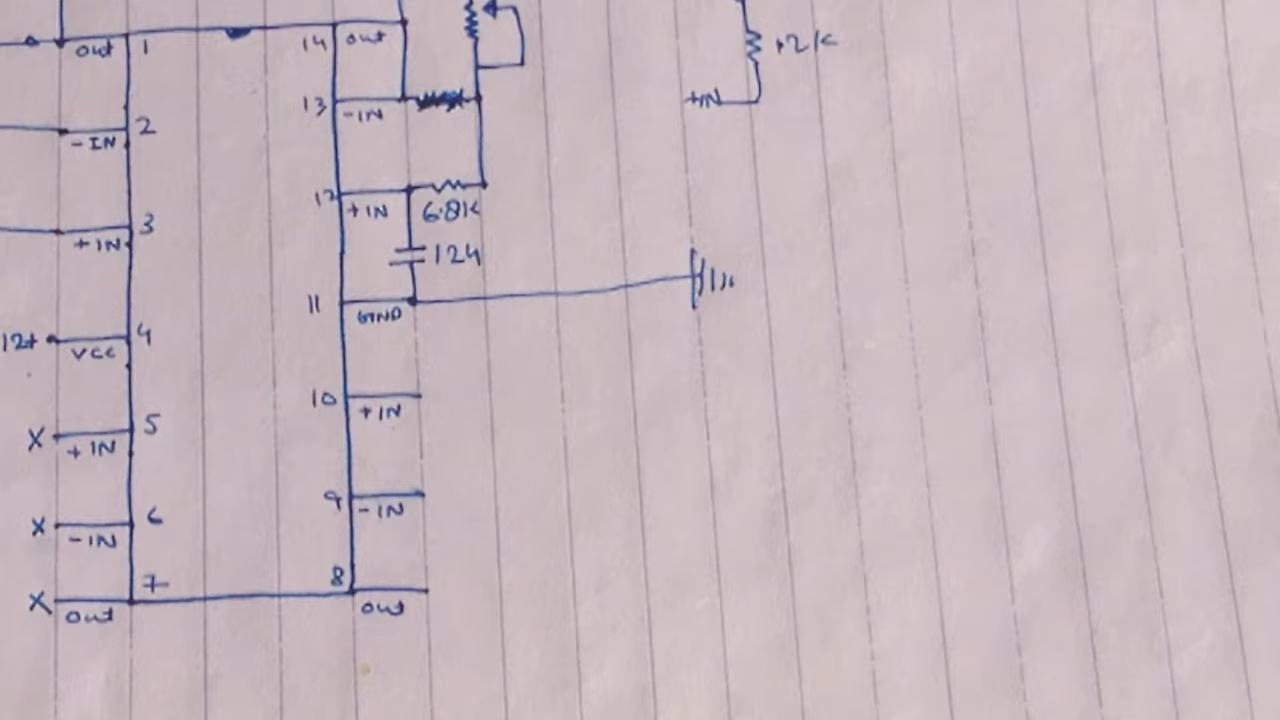 out 1
14 out
13 -IN
2 -IN
12 +IN 6.8K
3 +IN
124
11 GND
12+ VCC 4
10 +IN
X +IN 5
9 -IN
X -IN 6
X out 7
8 out
+IN